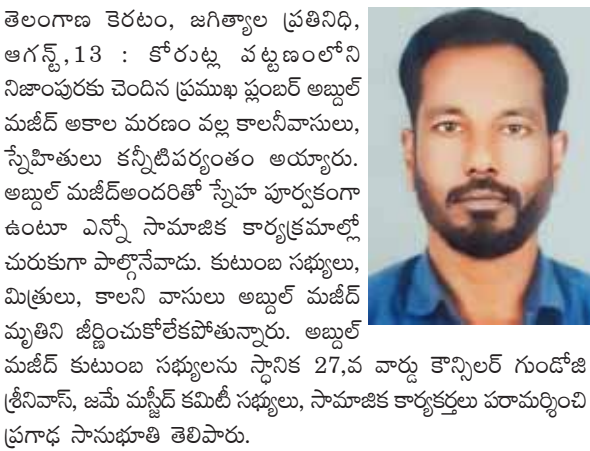 తెలంగాణ కెరటం, జగిత్యాల ప్రతినిధి,
ఆగస్ట్,13 : కోరుట్ల వట్టణంలోని
నిజాంపురకు చెందిన ప్రముఖ ప్లంబర్ అబ్దుల్
మజీద్ అకాల మరణం వల్ల కాలనీవాసులు,
స్నేహితులు కన్నీటిపర్యంతం అయ్యారు.
అబ్దుల్ మజీద్అందరితో స్నేహ పూర్వకంగా
ఉంటూ ఎన్నో సామాజిక కార్యక్రమాల్లో
చురుకుగా పాల్గొనేవాడు. కుటుంబ సభ్యులు,
మిత్రులు, కాలని వాసులు అబ్దుల్ మజీద్
మృతిని జీర్ణించుకోలేకపోతున్నారు. అబ్దుల్
మజీద్ కుటుంబ సభ్యులను స్థానిక 27,వ వార్డు కౌన్సిలర్ గుండోజి
శ్రీనివాస్, జమే మస్జీద్ కమిటీ సభ్యులు, సామాజిక కార్యకర్తలు పరామర్శించి
ప్రగాఢ సానుభూతి తెలిపారు.